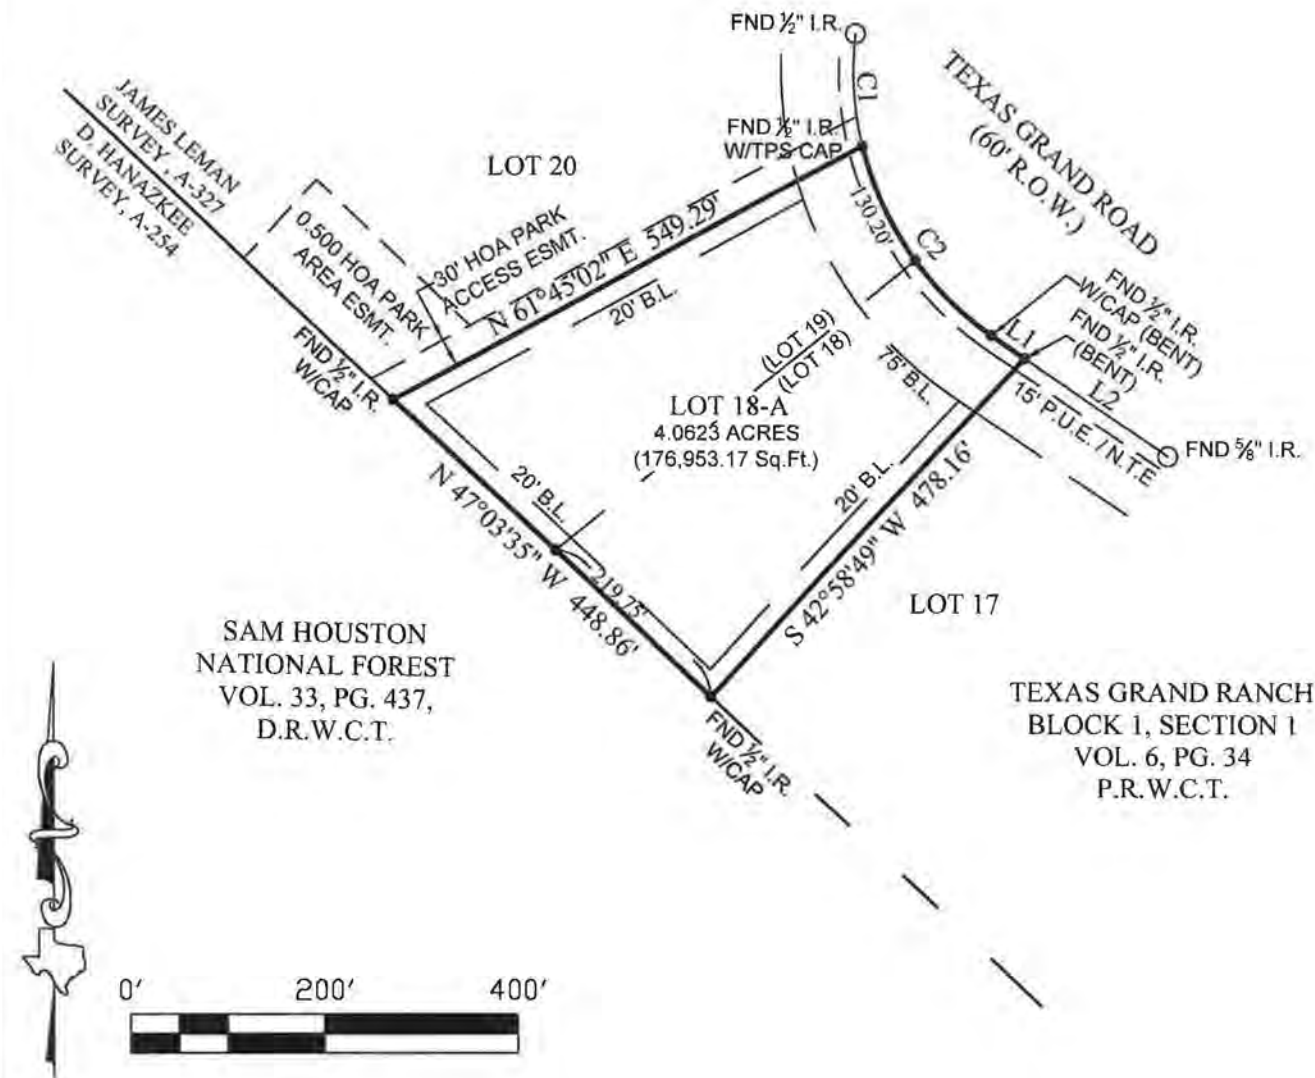 FND ½" I.R.
C1
TEXAS GRAND ROAD
(60' R.O.W.)
JAMES LEMAN
SURVEY, A-327
D. HANAZKEE
SURVEY, A-254
LOT 20
FND ½" I.R.
W/TPS CAP
130.20'
C2
0.500 HOA PARK
AREA ESMT.
30' HOA PARK
ACCESS ESMT.
N 61°45'02" E 549.29'
20' B.L.
FND ½" I.R.
W/CAP (BENT)
FND ½" I.R.
(BENT)
L1
L2
FND ½" I.R.
W/CAP
(LOT 19)
(LOT 18)
75' B.L.
15' P.U.E. / N.T.E
FND ⅝" I.R.
LOT 18-A
4.0623 ACRES
(176,953.17 Sq.Ft.)
20' B.L.
N 47°03'35" W 448.86'
219.75'
20' B.L.
S 42°58'49" W 478.16'
LOT 17
SAM HOUSTON
NATIONAL FOREST
VOL. 33, PG. 437,
D.R.W.C.T.
FND ½" I.R.
W/CAP
TEXAS GRAND RANCH
BLOCK 1, SECTION 1
VOL. 6, PG. 34
P.R.W.C.T.
0' 200' 400'